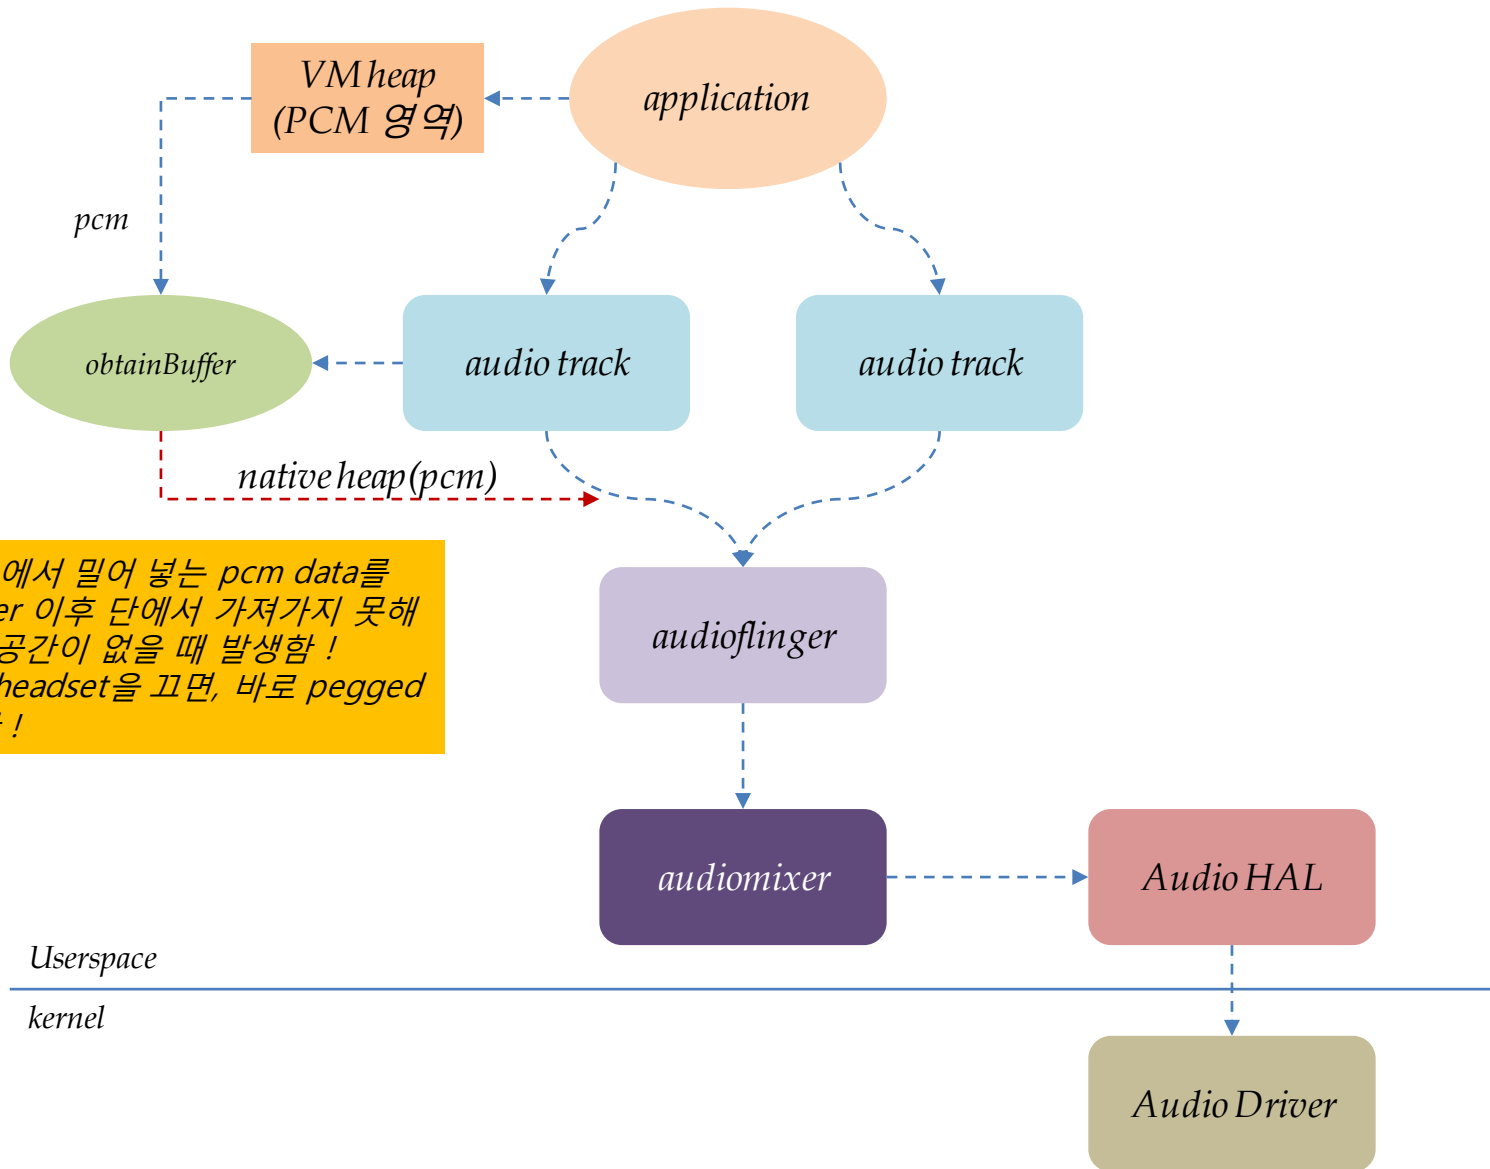 VM heap
(PCM 영역)
application
pcm
obtainBuffer
audio track
audio track
native heap(pcm)
에서 밀어 넣는 pcm data를
er 이후 단에서 가져가지 못해
공간이 없을 때 발생함 !
headset을 끄면, 바로 pegged
!
audioflinger
audiomixer
Audio HAL
Userspace
kernel
Audio Driver